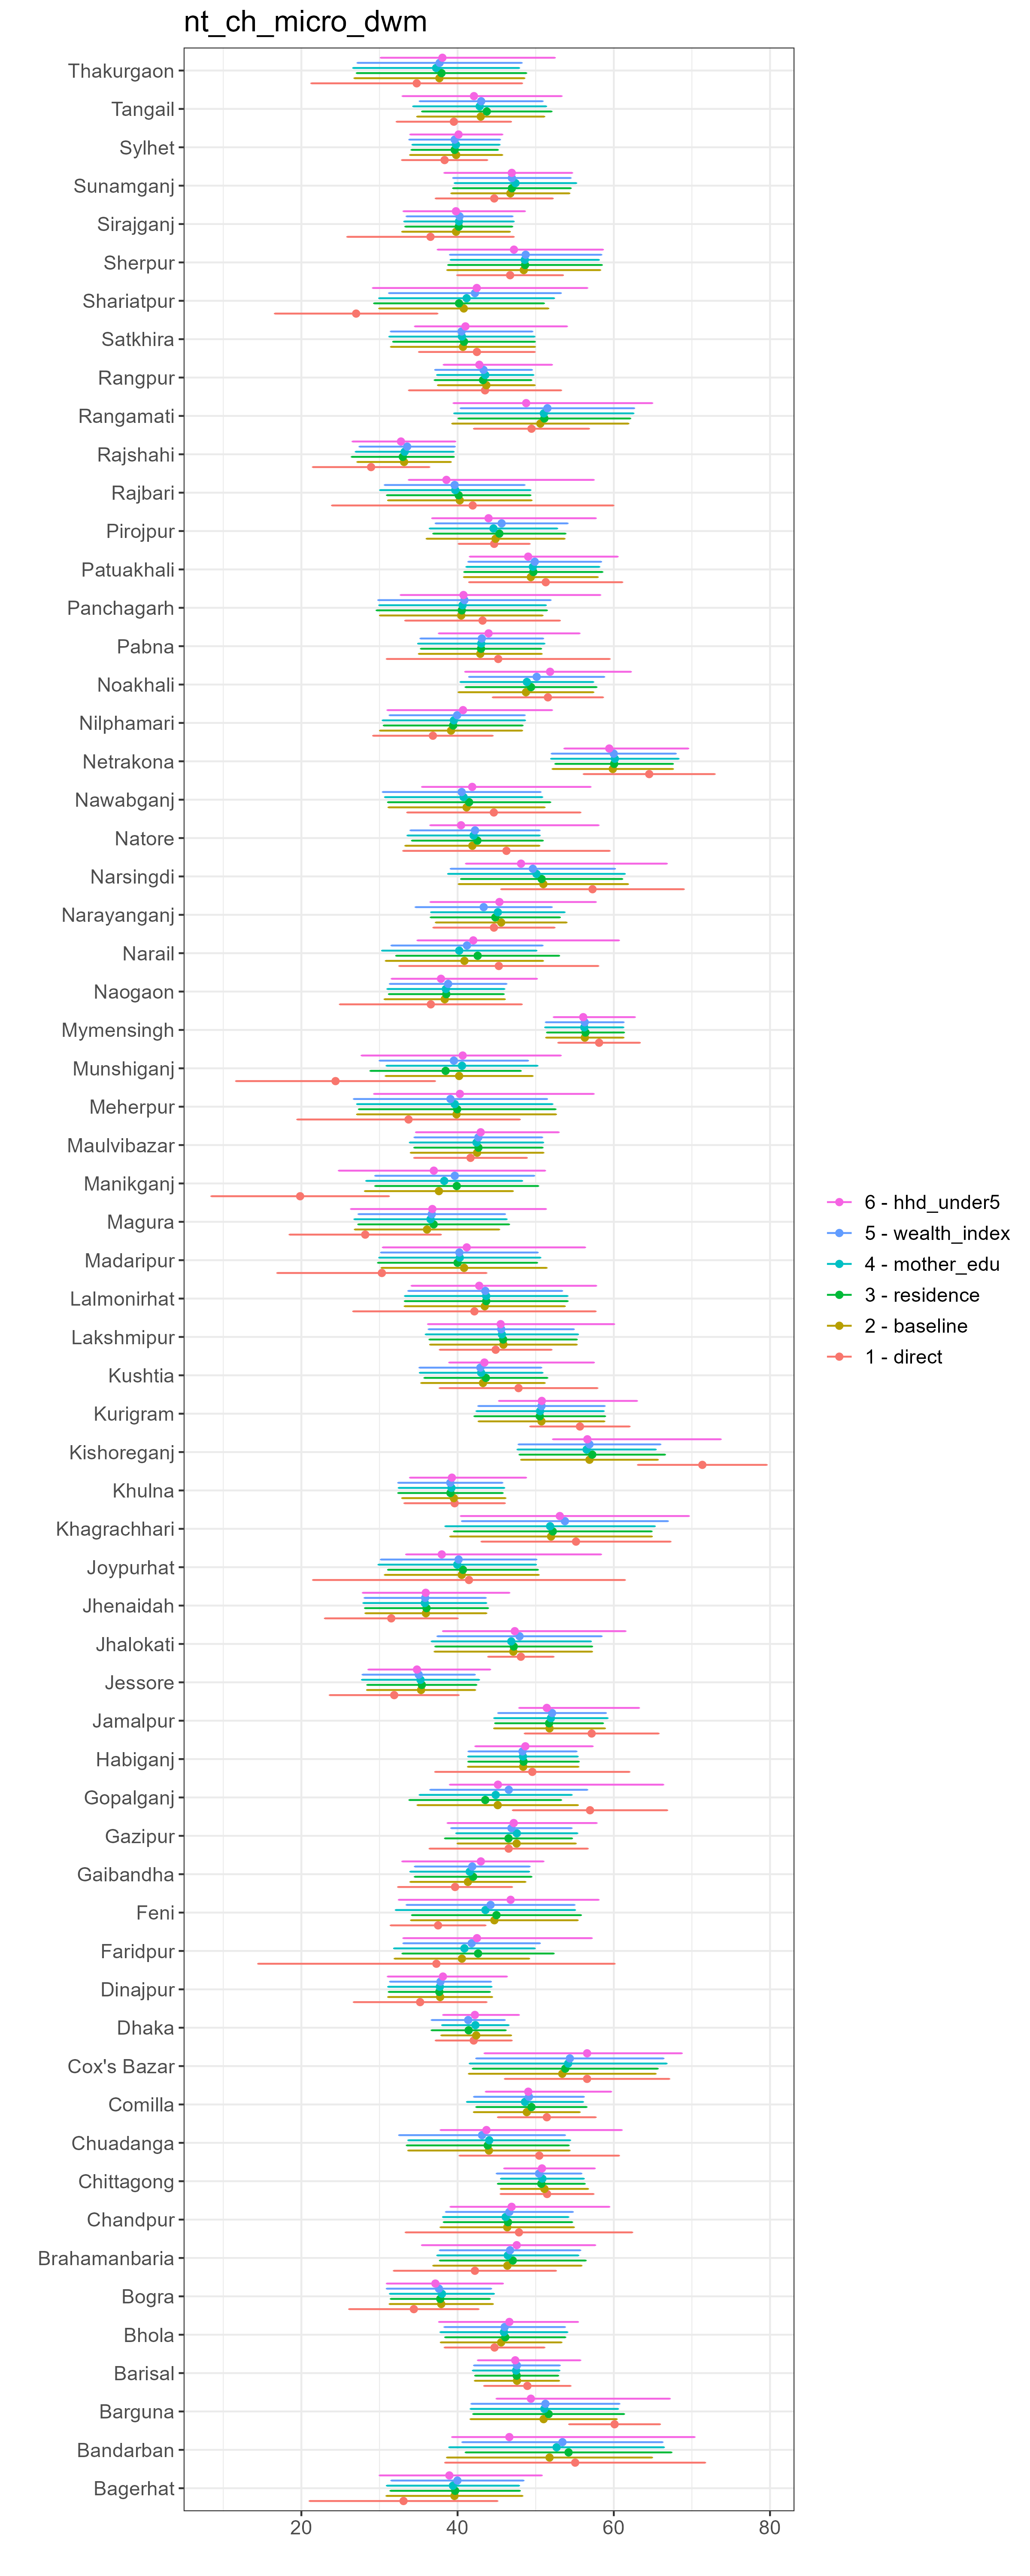 nt_ch_micro_dwm
Thakurgaon
Tangail
Sylhet
Sunamganj
Sirajganj
Sherpur
Shariatpur
Satkhira
Rangpur
Rangamati
Rajshahi
Rajbari
Pirojpur
Patuakhali
Panchagarh
Pabna
Noakhali
Nilphamari
Netrakona
Nawabganj
Natore
Narsingdi
Narayanganj
Narail
Naogaon
Mymensingh
Munshiganj
Meherpur
Maulvibazar
Manikganj
Magura
Madaripur
Lalmonirhat
Lakshmipur
Kushtia
Kurigram
Kishoreganj
Khulna
Khagrachhari
Joypurhat
Jhenaidah
Jhalokati
Jessore
Jamalpur
Habiganj
Gopalganj
Gazipur
Gaibandha
Feni
Faridpur
Dinajpur
Dhaka
Cox's Bazar
Comilla
Chuadanga
Chittagong
Chandpur
Brahamanbaria
Bogra
Bhola
Barisal
Barguna
Bandarban
Bagerhat
20 40 60 80
6 - hhd_under5
5 - wealth_index
4 - mother_edu
3 - residence
2 - baseline
1 - direct